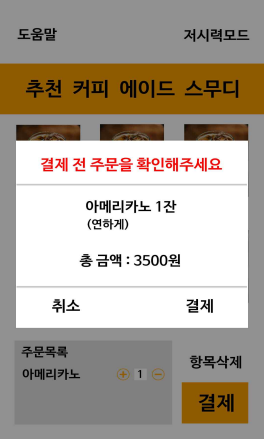 도움말 저시력모드
추천 커피 에이드 스무디
결제 전 주문을 확인해주세요
아메리카노 1잔
(연하게)
총 금액 : 3500원
취소 결제
주문목록
아메리카노 + 1 −
항목삭제
결제